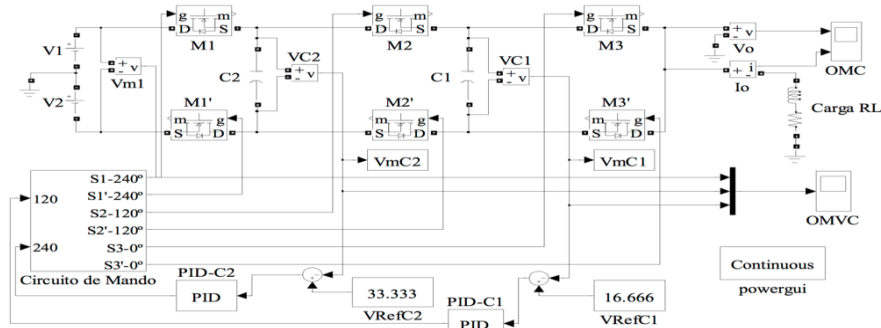 g m
D S
M1
VC2
+ v
-
g m
D S
M2
VC1
+ v
-
g m
D S
M3
+ v
-
Vo
OMC
V1
+ v
-
Vm1
C2
C1
+ i
-
Io
Carga RL
V2
M1'
m g
S D
M2'
m g
S D
M3'
m g
S D
VmC2
VmC1
S1-240º
S1'-240º
120
S2-120º
S2'-120º
240
S3-0º
S3'-0º
Circuito de Mando
OMVC
PID-C2
PID
33.333
VRefC2
PID-C1
PID
16.666
VRefC1
Continuous
powergui